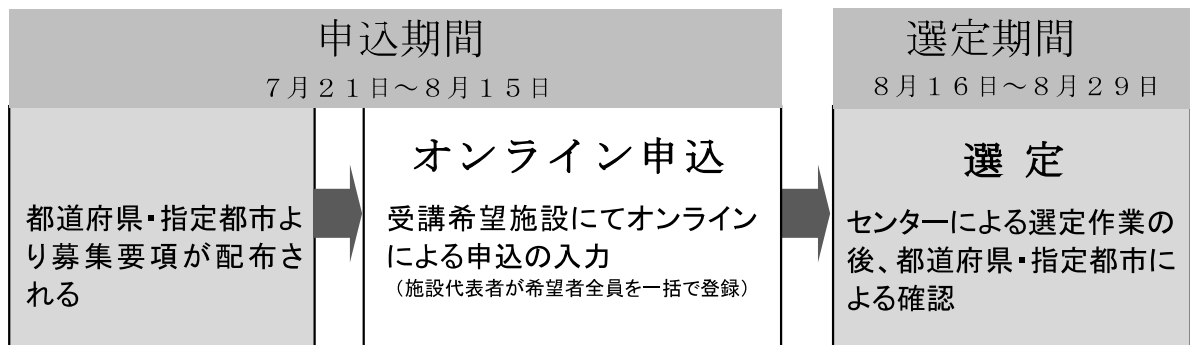 申込期間
７月２１日～８月１５日
都道府県・指定都市よ
り募集要項が配布さ
れる
オンライン申込
受講希望施設にてオンライン
による申込の入力
（施設代表者が希望者全員を一括で登録）
選定期間
８月１６日～８月２９日
選 定
センターによる選定作業の
後、都道府県・指定都市に
よる確認